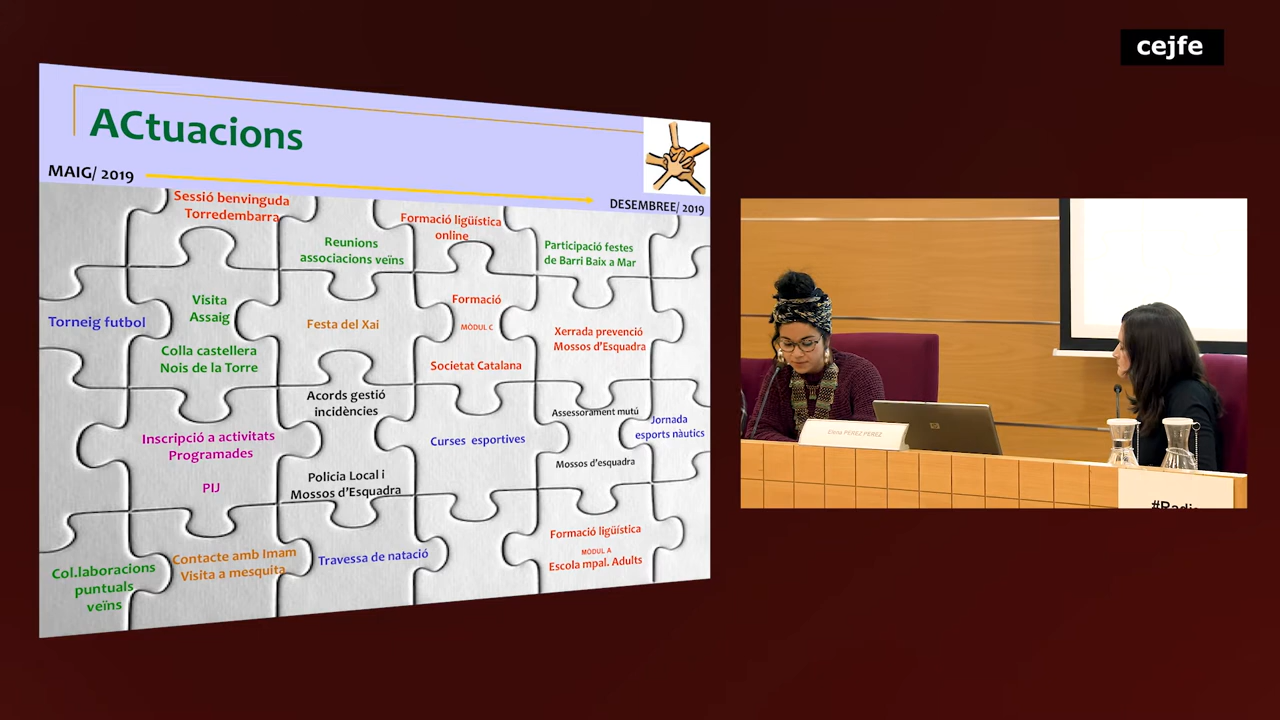 cejfe
ACtuacions
MAIG/ 2019
DESEMBREE/ 2019
Sessió benvinguda
Torredembarra
Formació ligüística
online
Reunions
associacions veïns
Participació festes
de Barri Baix a Mar
Visita
Assaig
Colla castellera
Nois de la Torre
Torneig futbol
Festa del Xai
Formació
MÒDUL C
Societat Catalana
Xerrada prevenció
Mossos d'Esquadra
Acords gestió
incidències
Policia Local i
Mossos d'Esquadra
Assessorament mutú
Mossos d'esquadra
Jornada
esports nàutics
Inscripció a activitats
Programades
PIJ
Curses esportives
Col.laboracions
puntuals
veïns
Contacte amb Imam
Visita a mesquita
Travessa de natació
Formació ligüística
MÒDUL A
Escola mpal. Adults
PEREZ PEREZ